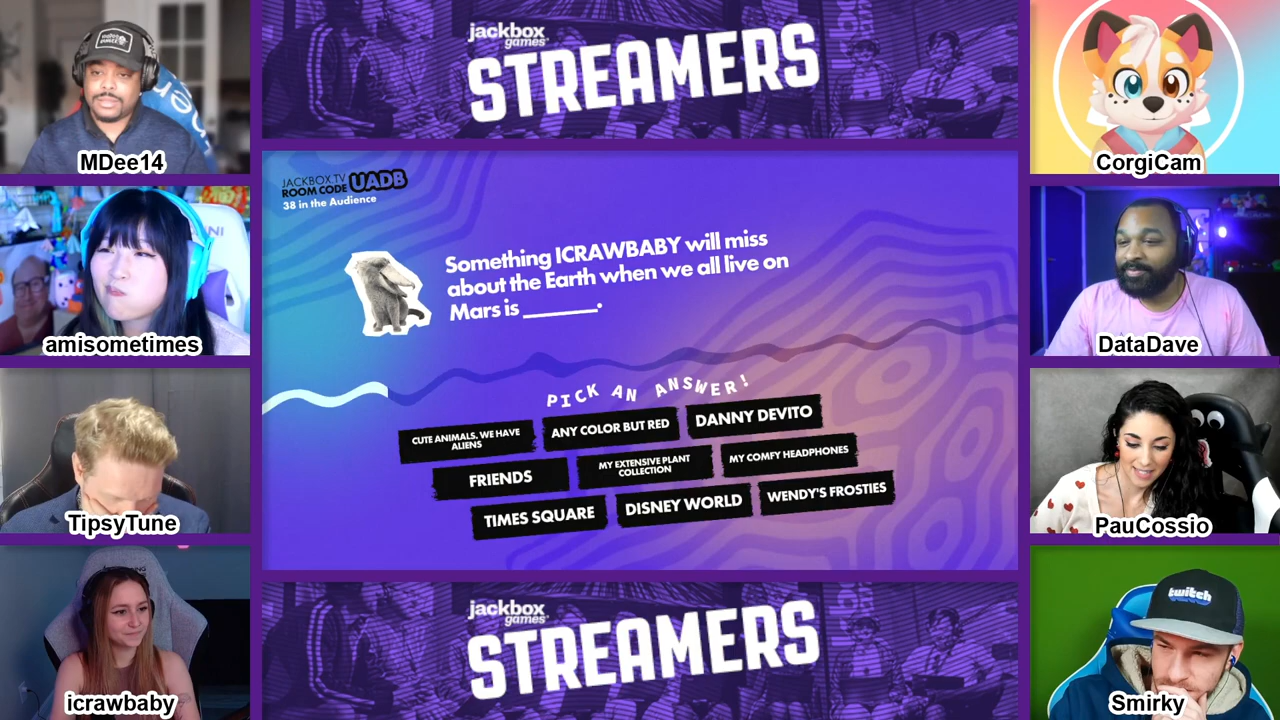 MDee14
amisometimes
TipsyTune
icrawbaby
jackbox
games
STREAMERS
JACKBOX.TV
ROOM CODE UADB
38 in the Audience
Something ICRAWBABY will miss
about the Earth when we all live on
Mars is ______.
PICK AN ANSWER!
CUTE ANIMALS. WE HAVE
ALIENS
ANY COLOR BUT RED
DANNY DEVITO
FRIENDS
MY EXTENSIVE PLANT
COLLECTION
MY COMFY HEADPHONES
TIMES SQUARE
DISNEY WORLD
WENDY'S FROSTIES
jackbox
games
STREAMERS
CorgiCam
DataDave
PauCossio
twitch
Smirky